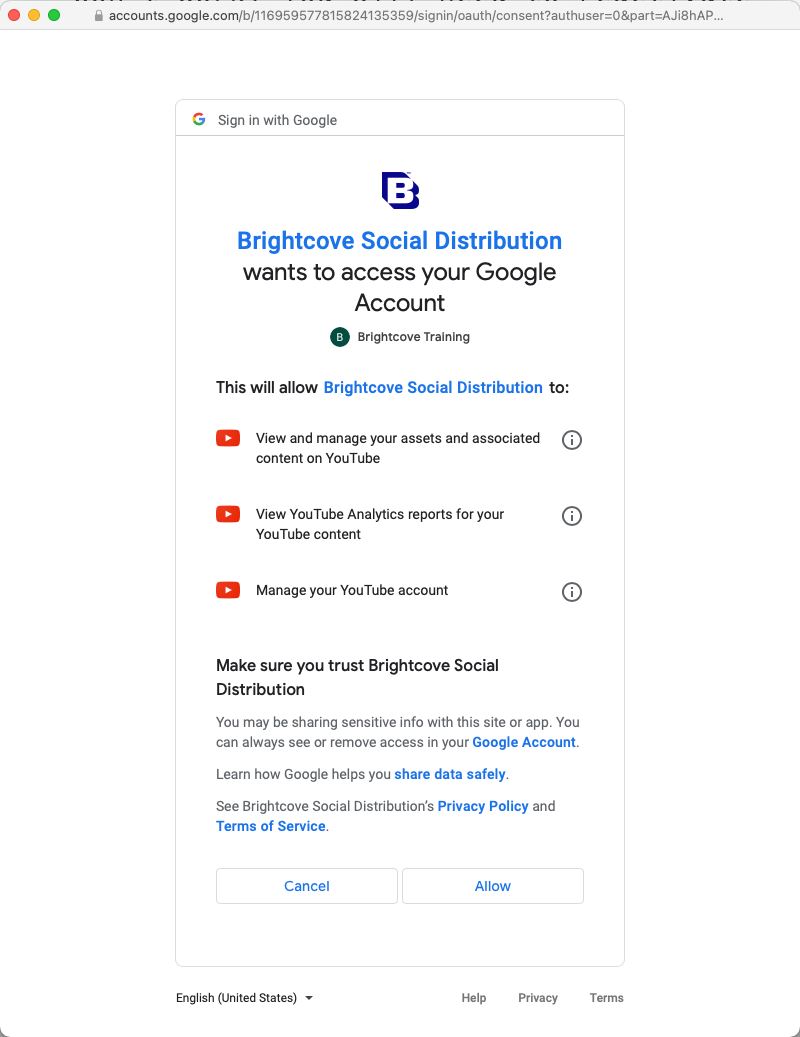 accounts.google.com/b/116959577815824135359/signin/oauth/consent?authuser=0&part=AJi8hAP...
Sign in with Google
B
Brightcove Social Distribution
wants to access your Google
Account
B Brightcove Training
This will allow Brightcove Social Distribution to:
View and manage your assets and associated
content on YouTube
View YouTube Analytics reports for your
YouTube content
Manage your YouTube account
Make sure you trust Brightcove Social
Distribution
You may be sharing sensitive info with this site or app. You
can always see or remove access in your Google Account.
Learn how Google helps you share data safely.
See Brightcove Social Distribution’s Privacy Policy and
Terms of Service.
Cancel Allow
English (United States) Help Privacy Terms